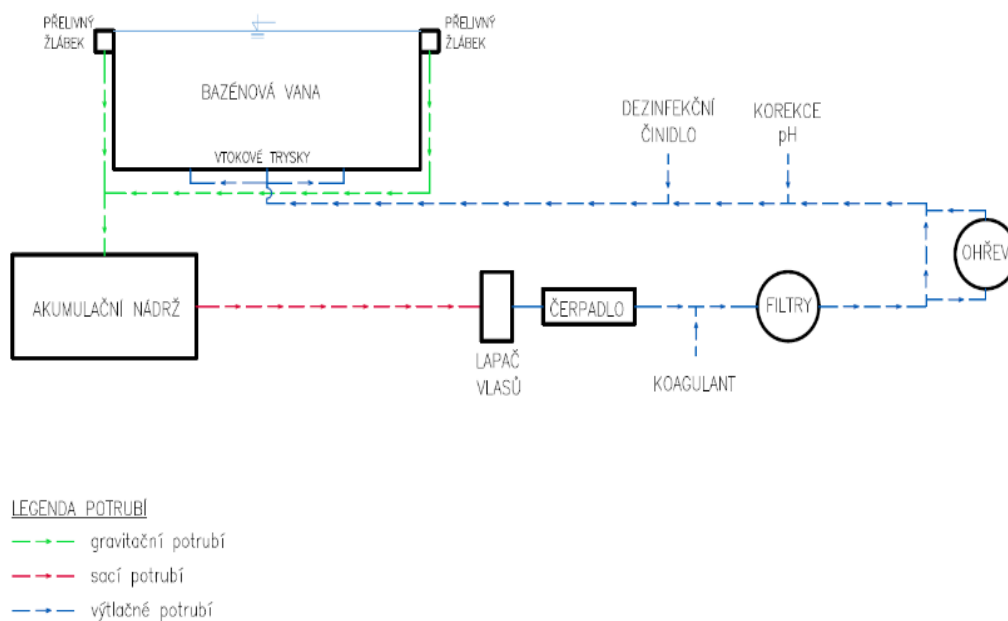 PŘELIVNÝ
ŽLÁBEK
PŘELIVNÝ
ŽLÁBEK
BAZÉNOVÁ VANA
VTOKOVÉ TRYSKY
DEZINFEKČNÍ
ČINIDLO
KOREKCE
pH
OHŘEV
AKUMULAČNÍ NÁDRŽ
LAPAČ
VLASŮ
ČERPADLO
KOAGULANT
FILTRY
LEGENDA POTRUBÍ
gravitační potrubí
sací potrubí
výtlačné potrubí